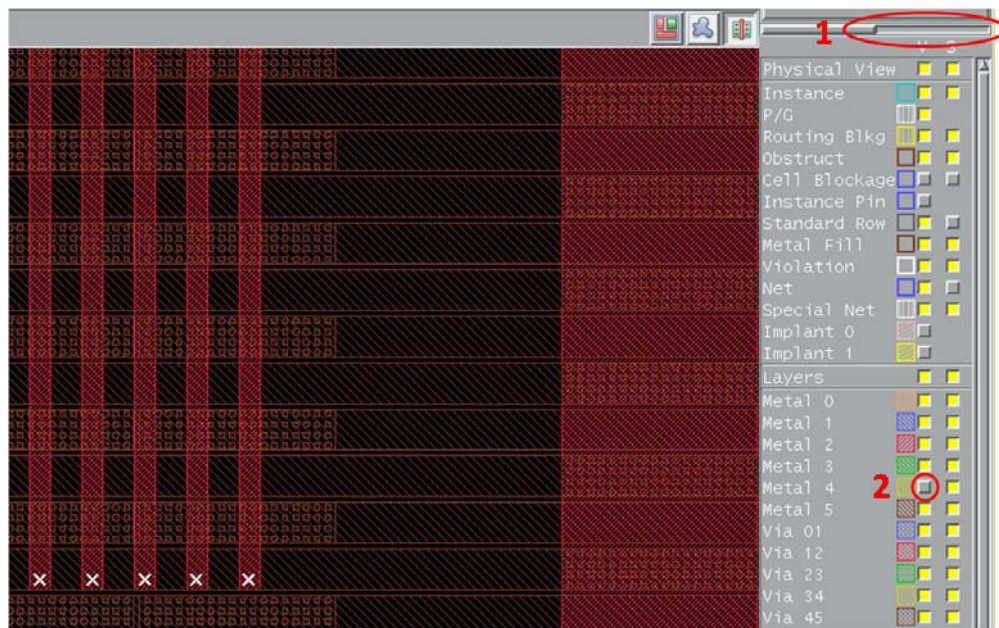 1
V S
Physical View
Instance
P/G
Routing Blkg
Obstruct
Cell Blockage
Instance Pin
Standard Row
Metal Fill
Violation
Net
Special Net
Implant 0
Implant 1
Layers
Metal 0
Metal 1
Metal 2
Metal 3
2 Metal 4
Metal 5
Via 01
Via 12
Via 23
Via 34
Via 45